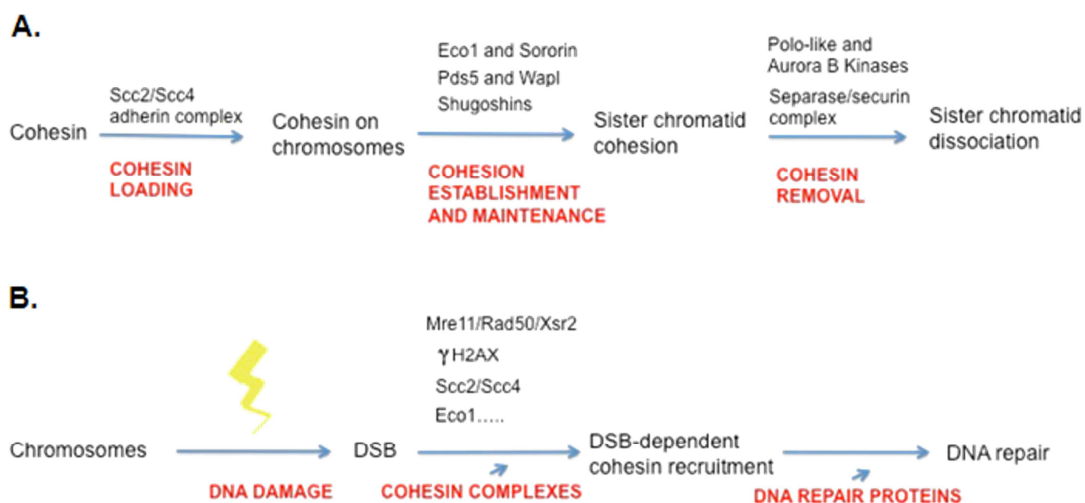 A.
Cohesin
Scc2/Scc4
adherin complex
COHESIN
LOADING
Cohesin on
chromosomes
Eco1 and Sororin
Pds5 and Wapl
Shugoshins
COHESION
ESTABLISHMENT
AND MAINTENANCE
Sister chromatid
cohesion
Polo-like and
Aurora B Kinases
Separase/securin
complex
COHESIN
REMOVAL
Sister chromatid
dissociation
B.
Chromosomes
DNA DAMAGE
DSB
Mre11/Rad50/Xsr2
γH2AX
Scc2/Scc4
Eco1.....
COHESIN COMPLEXES
DSB-dependent
cohesin recruitment
DNA REPAIR PROTEINS
DNA repair